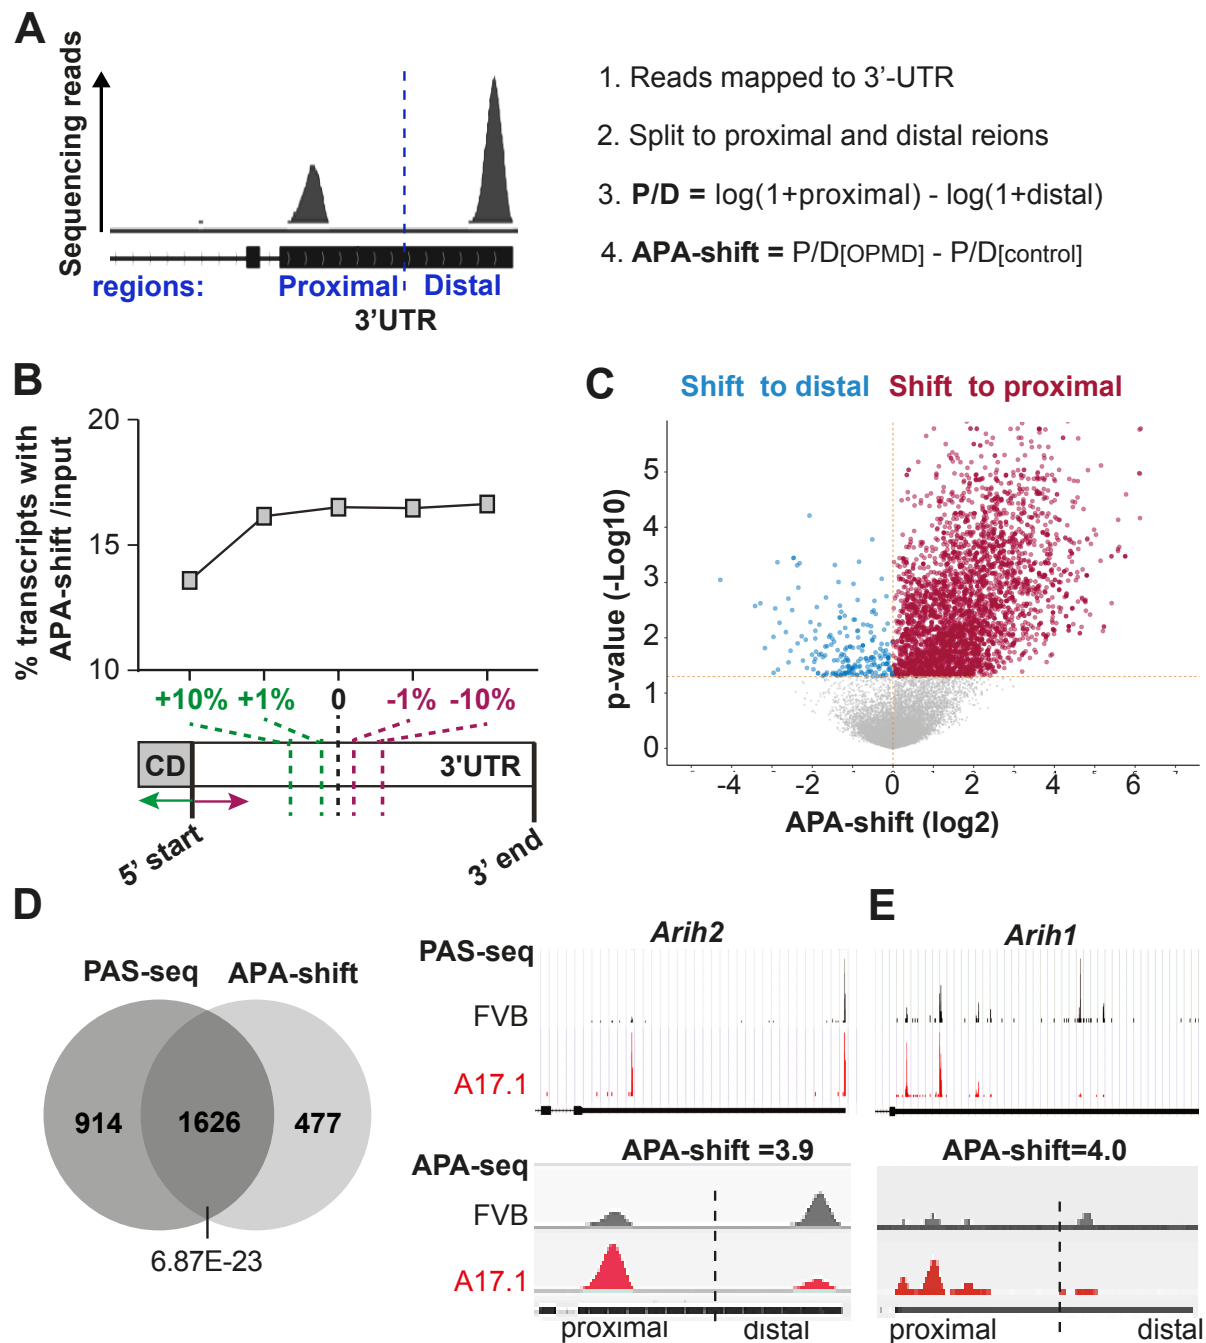 A
Sequencing reads
regions: Proximal Distal
3'UTR
1. Reads mapped to 3'-UTR
2. Split to proximal and distal reions
3. P/D = log(1+proximal) - log(1+distal)
4. APA-shift = P/D[OPMD] - P/D[control]
B
% transcripts with
APA-shift /input
20
15
10
+10% +1% 0 -1% -10%
CD 3'UTR
5' start 3' end
C
Shift to distal Shift to proximal
p-value (-Log10)
5
4
3
2
1
0
-4 -2 0 2 4 6
APA-shift (log2)
D
PAS-seq APA-shift
914 1626 477
6.87E-23
Arih2
PAS-seq
FVB
A17.1
APA-shift =3.9
APA-seq
FVB
A17.1
proximal distal
E
Arih1
APA-shift=4.0
proximal distal